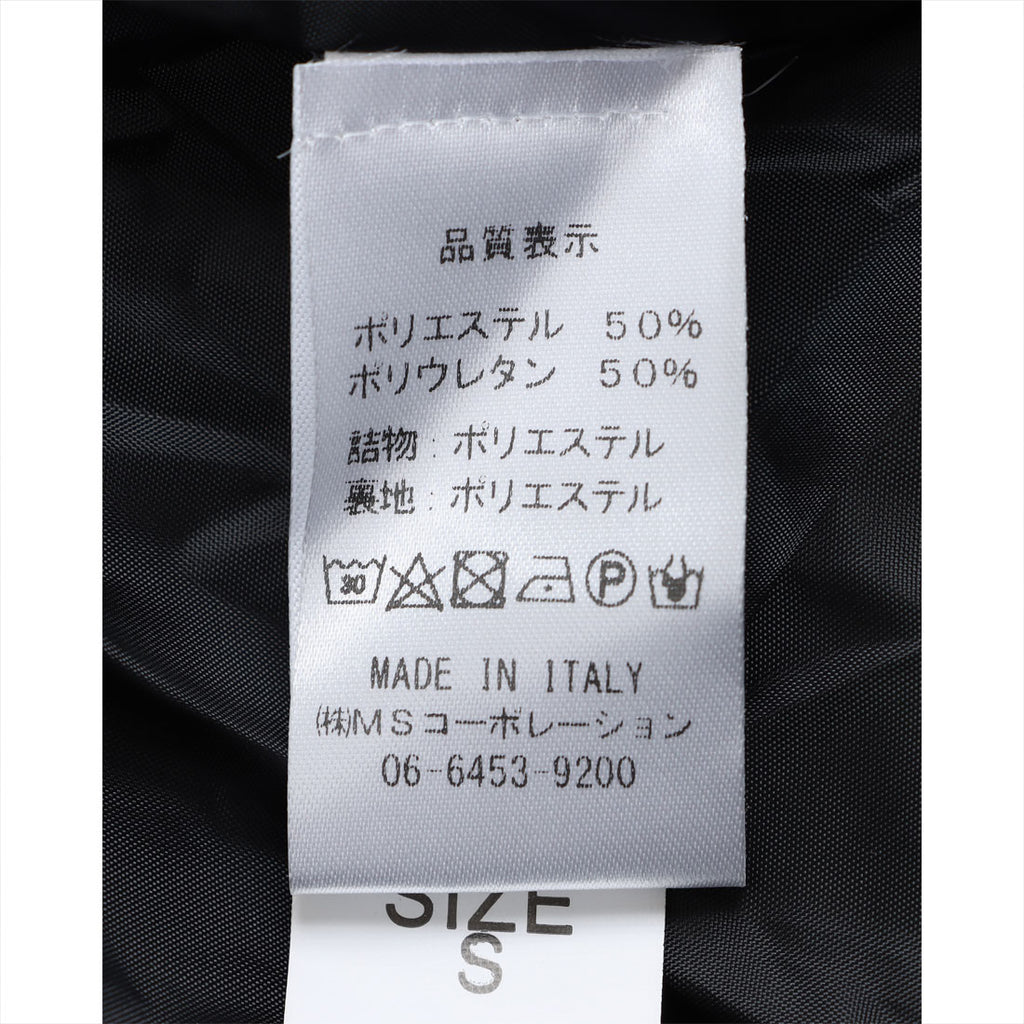 品質表示
ポリエステル 50%
ポリウレタン 50%
詰物:ポリエステル
裏地:ポリエステル
30 P
MADE IN ITALY
(株)MSコーポレーション
06-6453-9200
SIZE
S